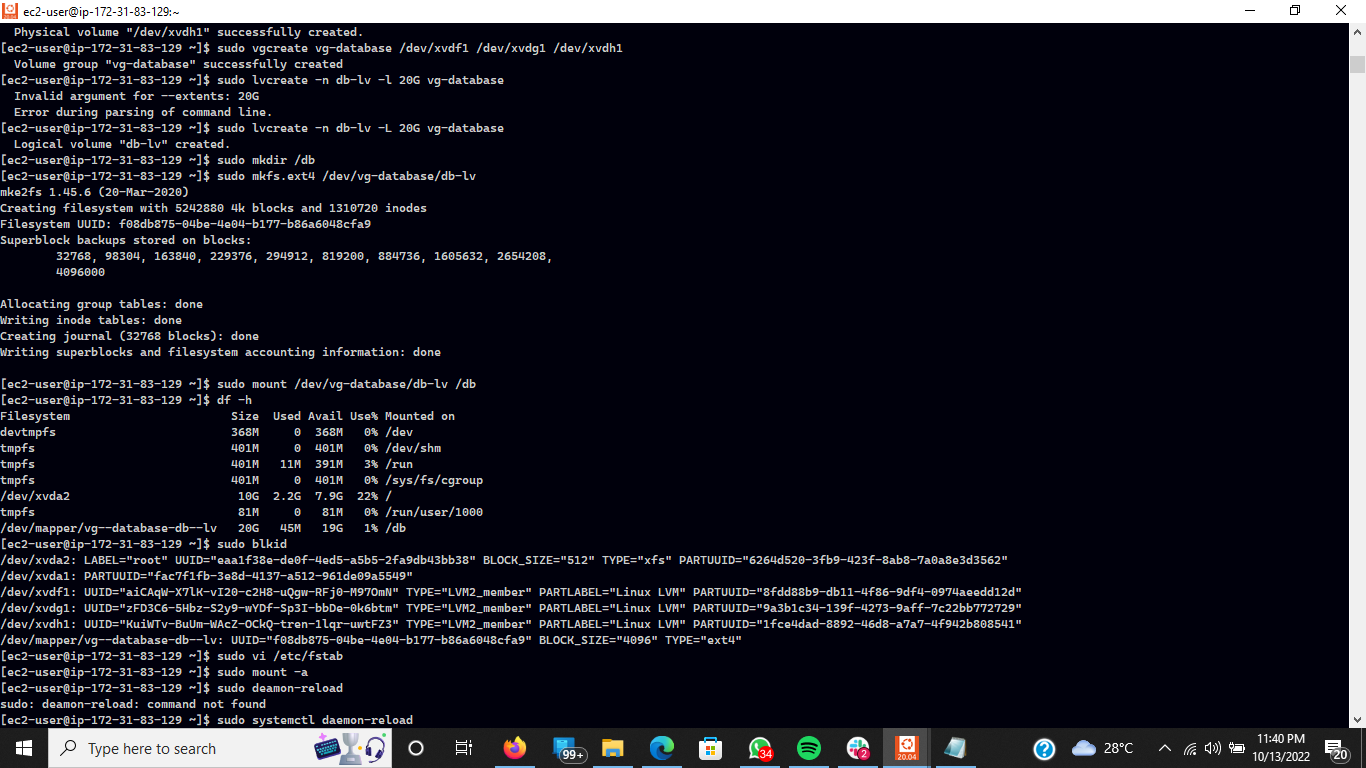 ec2-user@ip-172-31-83-129:~
  Physical volume "/dev/xvdh1" successfully created.
[ec2-user@ip-172-31-83-129 ~]$ sudo vgcreate vg-database /dev/xvdf1 /dev/xvdg1 /dev/xvdh1
  Volume group "vg-database" successfully created
[ec2-user@ip-172-31-83-129 ~]$ sudo lvcreate -n db-lv -l 20G vg-database
  Invalid argument for --extents: 20G
  Error during parsing of command line.
[ec2-user@ip-172-31-83-129 ~]$ sudo lvcreate -n db-lv -L 20G vg-database
  Logical volume "db-lv" created.
[ec2-user@ip-172-31-83-129 ~]$ sudo mkdir /db
[ec2-user@ip-172-31-83-129 ~]$ sudo mkfs.ext4 /dev/vg-database/db-lv
mke2fs 1.45.6 (20-Mar-2020)
Creating filesystem with 5242880 4k blocks and 1310720 inodes
Filesystem UUID: f08db875-04be-4e04-b177-b86a6048cfa9
Superblock backups stored on blocks:
        32768, 98304, 163840, 229376, 294912, 819200, 884736, 1605632, 2654208,
        4096000

Allocating group tables: done
Writing inode tables: done
Creating journal (32768 blocks): done
Writing superblocks and filesystem accounting information: done

[ec2-user@ip-172-31-83-129 ~]$ sudo mount /dev/vg-database/db-lv /db
[ec2-user@ip-172-31-83-129 ~]$ df -h
Filesystem                       Size  Used Avail Use% Mounted on
devtmpfs                         368M     0  368M   0% /dev
tmpfs                            401M     0  401M   0% /dev/shm
tmpfs                            401M   11M  391M   3% /run
tmpfs                            401M     0  401M   0% /sys/fs/cgroup
/dev/xvda2                        10G  2.2G  7.9G  22% /
tmpfs                             81M     0   81M   0% /run/user/1000
/dev/mapper/vg--database-db--lv   20G   45M   19G   1% /db
[ec2-user@ip-172-31-83-129 ~]$ sudo blkid
/dev/xvda2: LABEL="root" UUID="eaa1f38e-de0f-4ed5-a5b5-2fa9db43bb38" BLOCK_SIZE="512" TYPE="xfs" PARTUUID="6264d520-3fb9-423f-8ab8-7a0a8e3d3562"
/dev/xvda1: PARTUUID="fac7f1fb-3e8d-4137-a512-961de09a5549"
/dev/xvdf1: UUID="aiCAqW-X7lK-vI20-c2H8-uQgw-RFj0-M97OmN" TYPE="LVM2_member" PARTLABEL="Linux LVM" PARTUUID="8fdd88b9-db11-4f86-9df4-0974aeedd12d"
/dev/xvdg1: UUID="zFD3C6-5Hbz-S2y9-wYDf-Sp3I-bbDe-0k6btm" TYPE="LVM2_member" PARTLABEL="Linux LVM" PARTUUID="9a3b1c34-139f-4273-9aff-7c22bb772729"
/dev/xvdh1: UUID="KuiWTv-BuUm-WAcZ-OCkQ-tren-1lqr-uwtFZ3" TYPE="LVM2_member" PARTLABEL="Linux LVM" PARTUUID="1fce4dad-8892-46d8-a7a7-4f942b808541"
/dev/mapper/vg--database-db--lv: UUID="f08db875-04be-4e04-b177-b86a6048cfa9" BLOCK_SIZE="4096" TYPE="ext4"
[ec2-user@ip-172-31-83-129 ~]$ sudo vi /etc/fstab
[ec2-user@ip-172-31-83-129 ~]$ sudo mount -a
[ec2-user@ip-172-31-83-129 ~]$ sudo deamon-reload
sudo: deamon-reload: command not found
[ec2-user@ip-172-31-83-129 ~]$ sudo systemctl daemon-reload
Type here to search
99+
34
2
20.04
28°C
11:40 PM
10/13/2022
20